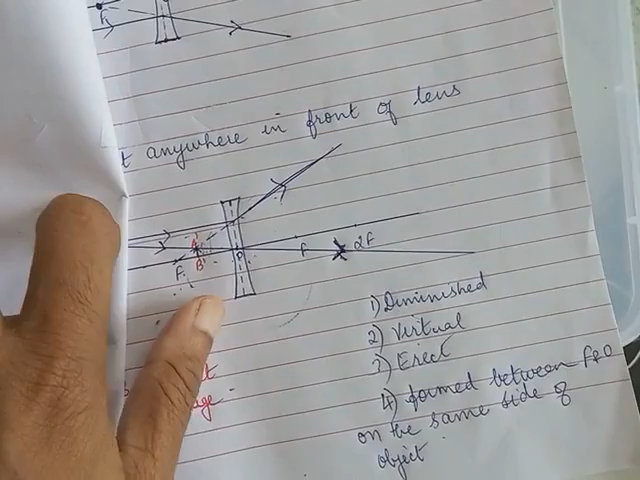 t anywhere in front of lens
A'
F
B'
P
F
2F
1) Diminished
2) Virtual
3) Erect
4) formed between F&O
on the same side of
object.